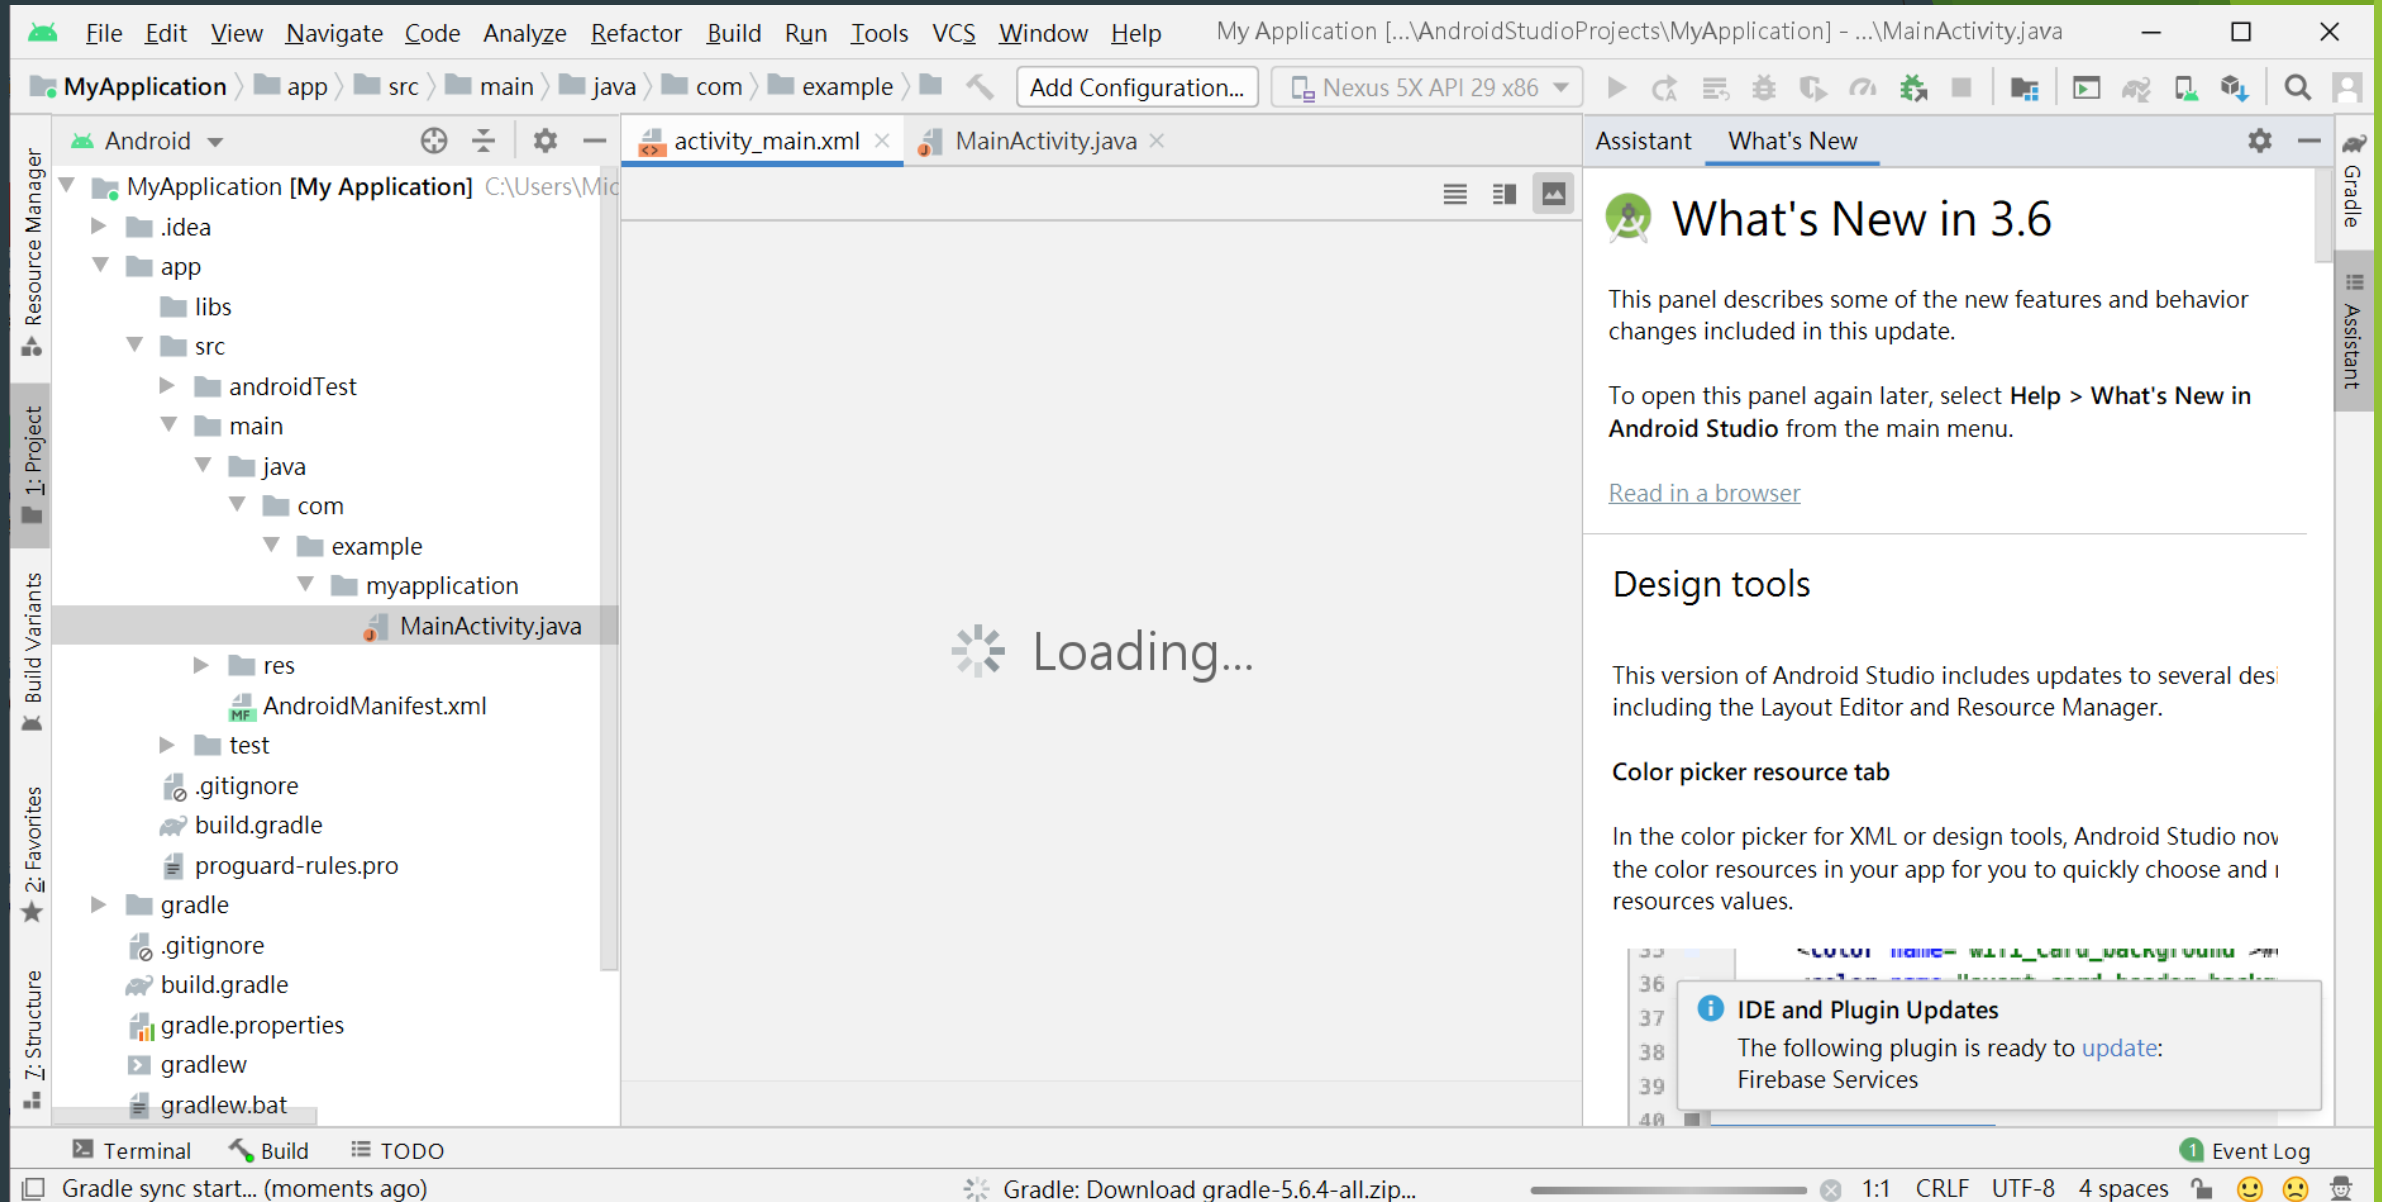 File Edit View Navigate Code Analyze Refactor Build Run Tools VCS Window Help My Application [...\AndroidStudioProjects\MyApplication] - ...\MainActivity.java
MyApplication app src main java com example Add Configuration... Nexus 5X API 29 x86
Android
activity_main.xml MainActivity.java
Assistant What's New
Resource Manager
1: Project
Build Variants
2: Favorites
7: Structure
MyApplication [My Application] C:\Users\Mic
.idea
app
libs
src
androidTest
main
java
com
example
myapplication
MainActivity.java
res
MF AndroidManifest.xml
test
.gitignore
build.gradle
proguard-rules.pro
gradle
.gitignore
build.gradle
gradle.properties
gradlew
gradlew.bat
Loading...
What's New in 3.6
This panel describes some of the new features and behavior
changes included in this update.
To open this panel again later, select Help > What's New in
Android Studio from the main menu.
Read in a browser
Design tools
This version of Android Studio includes updates to several desi
including the Layout Editor and Resource Manager.
Color picker resource tab
In the color picker for XML or design tools, Android Studio nov
the color resources in your app for you to quickly choose and
resources values.
35 <color name="wifi_card_background">#
36
37
38
39
40
IDE and Plugin Updates
The following plugin is ready to update:
Firebase Services
Gradle
Assistant
Terminal Build TODO
1 Event Log
Gradle sync start... (moments ago) Gradle: Download gradle-5.6.4-all.zip... 1:1 CRLF UTF-8 4 spaces